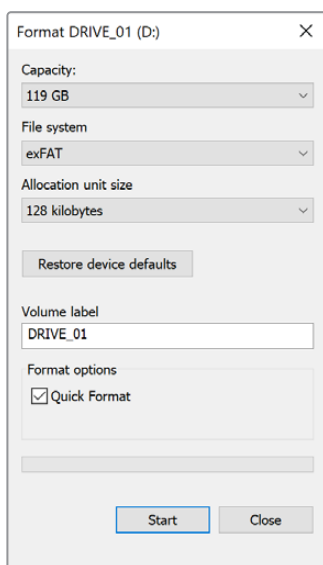 Format DRIVE_01 (D:)
Capacity:
119 GB
File system
exFAT
Allocation unit size
128 kilobytes
Restore device defaults
Volume label
DRIVE_01
Format options
Quick Format
Start Close